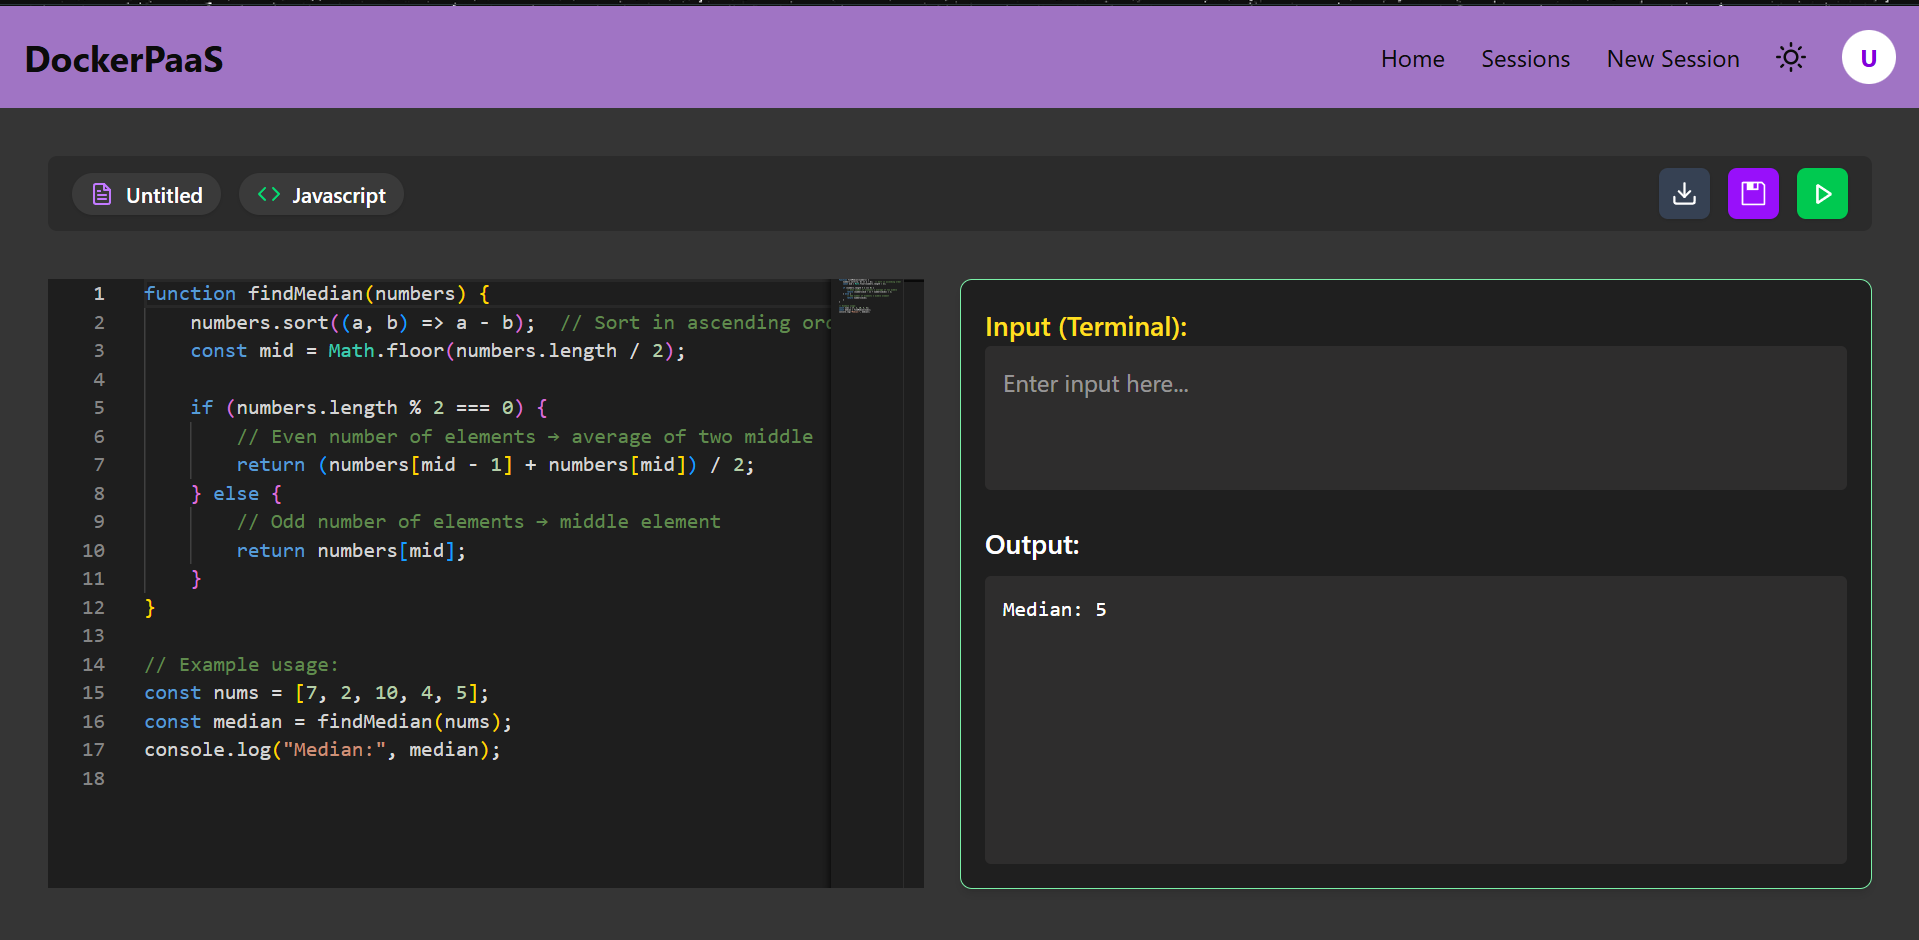 DockerPaaS
Home Sessions New Session U
Untitled Javascript
1 function findMedian(numbers) {
2     numbers.sort((a, b) => a - b);  // Sort in ascending
3     const mid = Math.floor(numbers.length / 2);
4
5     if (numbers.length % 2 === 0) {
6         // Even number of elements → average of two middle
7         return (numbers[mid - 1] + numbers[mid]) / 2;
8     } else {
9         // Odd number of elements → middle element
10         return numbers[mid];
11     }
12 }
13
14 // Example usage:
15 const nums = [7, 2, 10, 4, 5];
16 const median = findMedian(nums);
17 console.log("Median:", median);
18
Input (Terminal):
Enter input here...
Output:
Median: 5